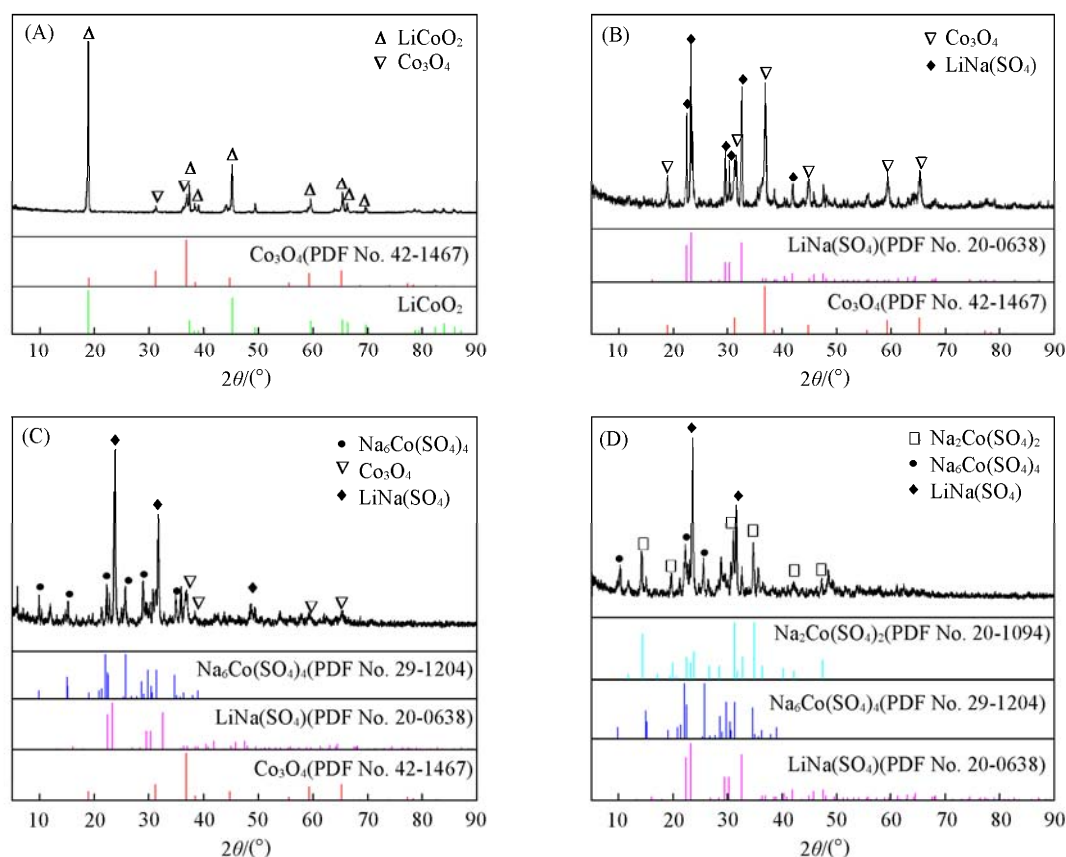 (A)
Δ LiCoO₂
∇ Co₃O₄
Co₃O₄(PDF No. 42-1467)
LiCoO₂
10 20 30 40 50 60 70 80 90
2θ/(°)
(B)
∇ Co₃O₄
◆ LiNa(SO₄)
LiNa(SO₄)(PDF No. 20-0638)
Co₃O₄(PDF No. 42-1467)
10 20 30 40 50 60 70 80 90
2θ/(°)
(C)
● Na₆Co(SO₄)₄
∇ Co₃O₄
◆ LiNa(SO₄)
Na₆Co(SO₄)₄(PDF No. 29-1204)
LiNa(SO₄)(PDF No. 20-0638)
Co₃O₄(PDF No. 42-1467)
10 20 30 40 50 60 70 80 90
2θ/(°)
(D)
□ Na₂Co(SO₄)₂
● Na₆Co(SO₄)₄
◆ LiNa(SO₄)
Na₂Co(SO₄)₂(PDF No. 20-1094)
Na₆Co(SO₄)₄(PDF No. 29-1204)
LiNa(SO₄)(PDF No. 20-0638)
10 20 30 40 50 60 70 80 90
2θ/(°)